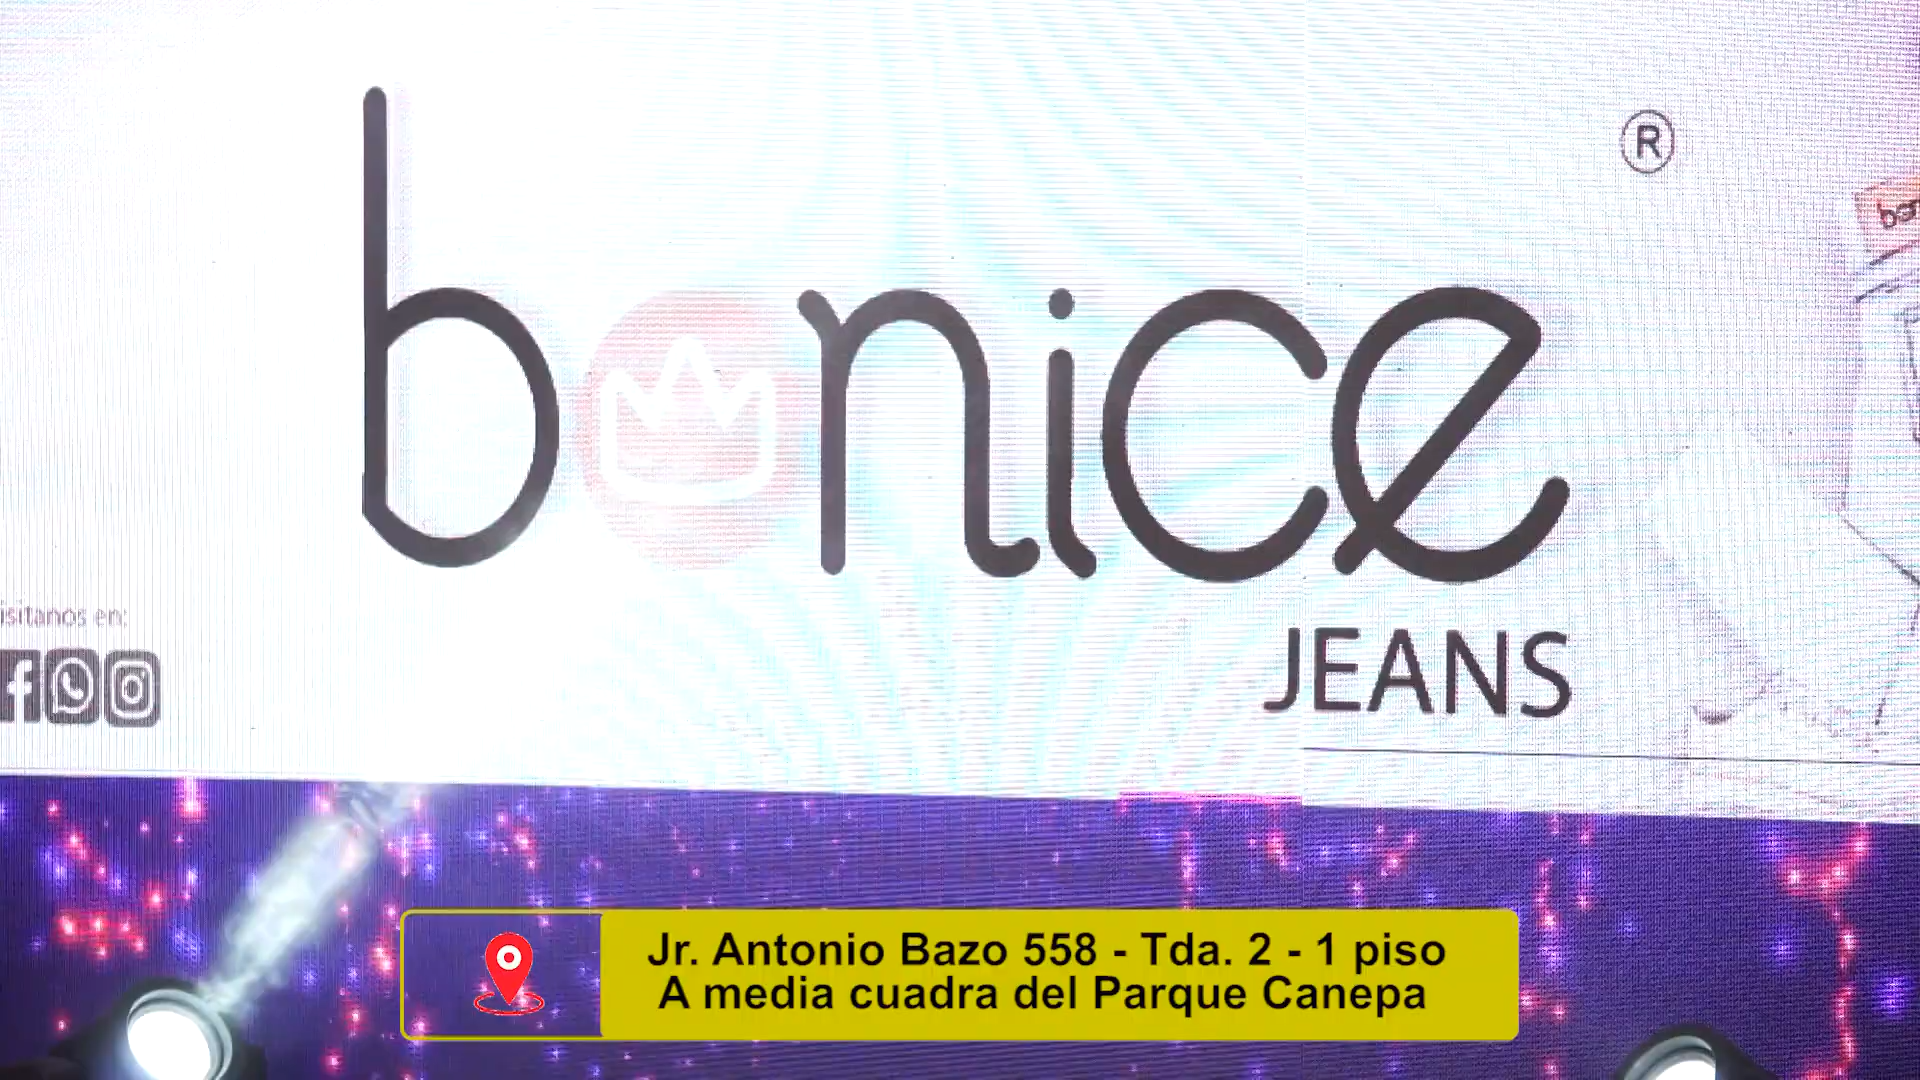 bonice
®
JEANS
isitanos en:
Jr. Antonio Bazo 558 - Tda. 2 - 1 piso
A media cuadra del Parque Canepa